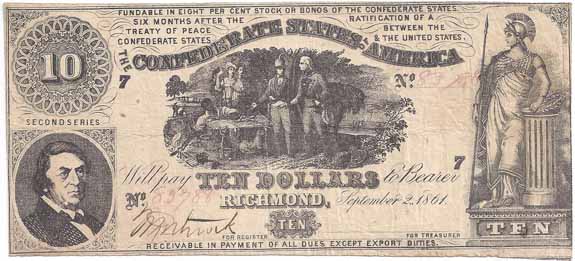 FUNDABLE IN EIGHT PER CENT STOCK OR BONDS OF THE CONFEDERATE STATES.
SIX MONTHS AFTER THE RATIFICATION OF A
TREATY OF PEACE BETWEEN THE
CONFEDERATE STATES & THE UNITED STATES.
THE CONFEDERATE STATES OF AMERICA
10
7 No.
SECOND SERIES
7
Will pay TEN DOLLARS to Bearer
No.
RICHMOND, September 2, 1861.
TEN
FOR REGISTER FOR TREASURER
TEN
RECEIVABLE IN PAYMENT OF ALL DUES EXCEPT EXPORT DUTIES.